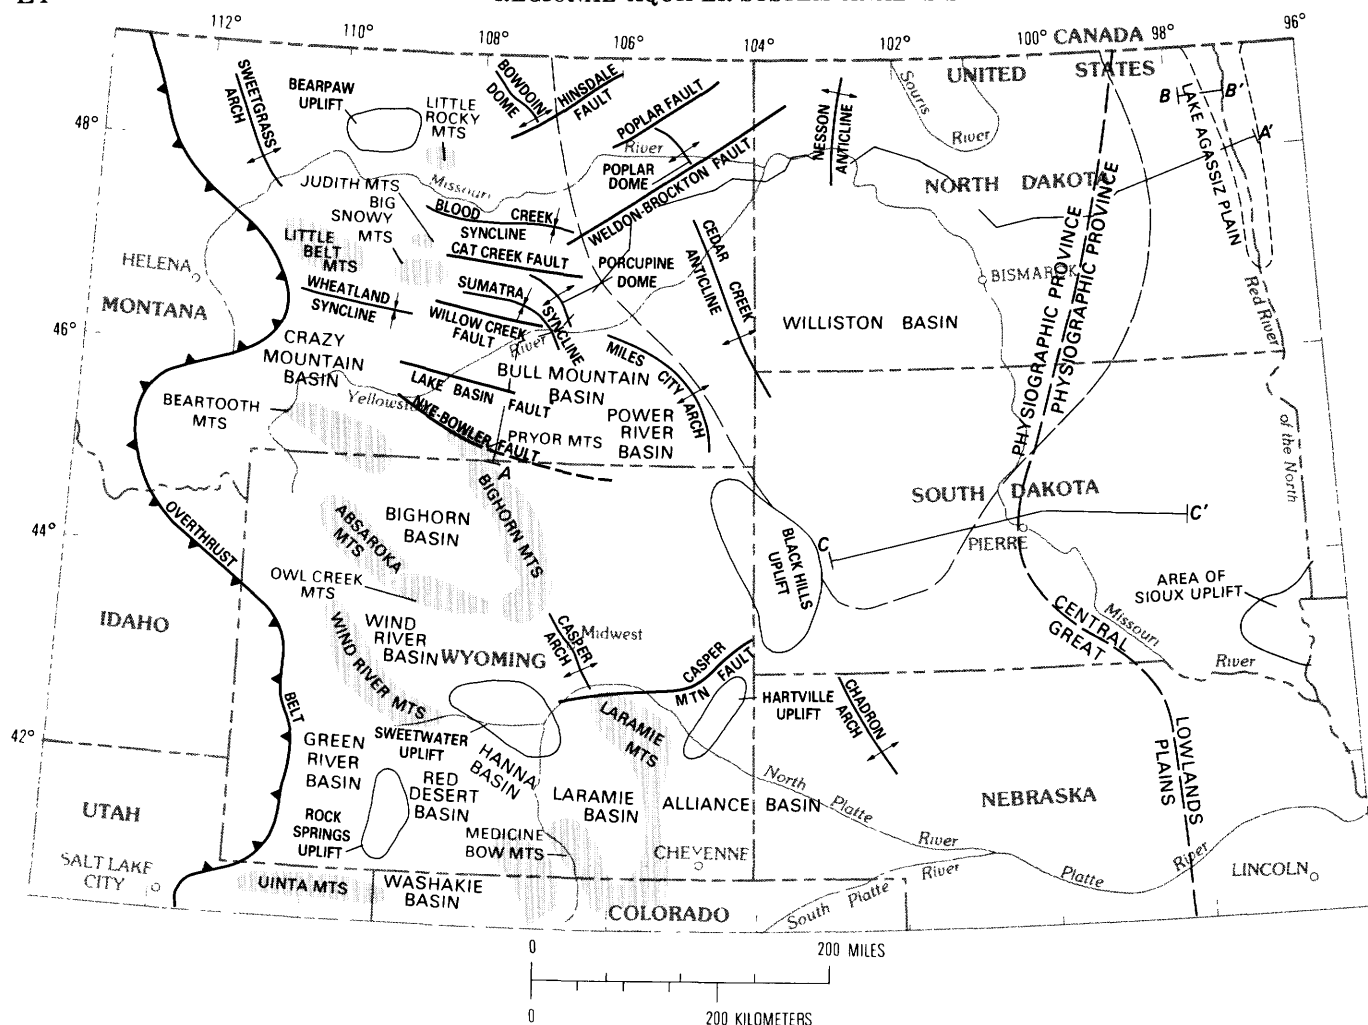 112°
110°
108°
106°
104°
102°
100°
CANADA
98°
96°
UNITED STATES
SWEETGRASS
ARCH
BEARPAW
UPLIFT
LITTLE
ROCKY
MTS
BOWDOIN
DOME
HINSDALE
FAULT
POPLAR FAULT
NESSON
ANTICLINE
Souris
River
B
B'
LAKE AGASSIZ PLAIN
A'
48°
River
POPLAR
DOME
WELDON-BROCKTON FAULT
NORTH DAKOTA
JUDITH MTS
BIG
SNOWY
MTS
Missouri
BLOOD CREEK
SYNCLINE
CAT CREEK FAULT
LITTLE
BELT
MTS
HELENA
MONTANA
WHEATLAND
SYNCLINE
SUMATRA
SYNCLINE
WILLOW CREEK
FAULT
PORCUPINE
DOME
CEDAR CREEK
ANTICLINE
BISMARCK
PHYSIOGRAPHIC PROVINCE
PHYSIOGRAPHIC PROVINCE
Red River
of the North
WILLISTON BASIN
46°
CRAZY
MOUNTAIN
BASIN
River
MILES CITY ARCH
BULL MOUNTAIN
BASIN
LAKE BASIN FAULT
BEARTOOTH
MTS
NYE-BOWLER FAULT
PRYOR MTS
POWER
RIVER
BASIN
A
SOUTH DAKOTA
C
C'
PIERRE
OVERTHRUST
BELT
ABSAROKA
MTS
BIGHORN
BASIN
BIGHORN MTS
BLACK HILLS
UPLIFT
44°
OWL CREEK
MTS
AREA OF
SIOUX UPLIFT
IDAHO
WIND
RIVER
BASIN
WIND RIVER MTS
WYOMING
CASPER
ARCH
Midwest
CASPER
MTN FAULT
CENTRAL
GREAT
LOWLANDS
PLAINS
Missouri
River
HARTVILLE
UPLIFT
CHADRON
ARCH
LARAMIE
MTS
42°
GREEN
RIVER
BASIN
SWEETWATER
UPLIFT
HANNA
BASIN
RED
DESERT
BASIN
LARAMIE
BASIN
ALLIANCE BASIN
North
Platte
River
NEBRASKA
UTAH
ROCK
SPRINGS
UPLIFT
MEDICINE
BOW MTS
CHEYENNE
SALT LAKE
CITY
UINTA MTS
WASHAKIE
BASIN
COLORADO
South Platte River
Platte
River
LINCOLN
0 200 MILES
0 200 KILOMETERS